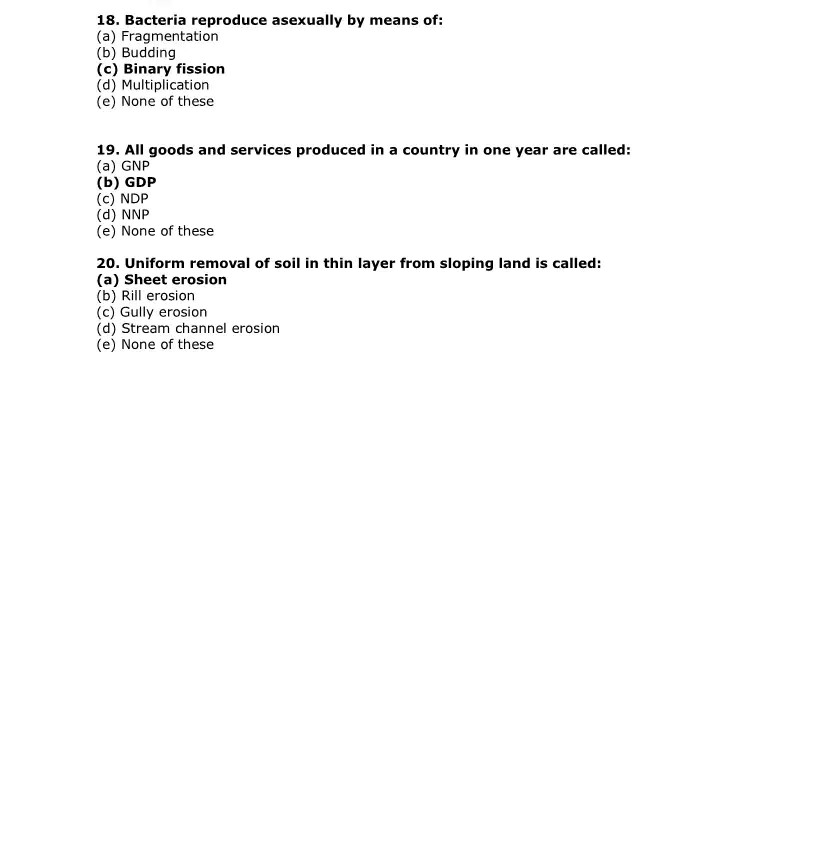 18. Bacteria reproduce asexually by means of:
(a) Fragmentation
(b) Budding
(c) Binary fission
(d) Multiplication
(e) None of these
19. All goods and services produced in a country in one year are called:
(a) GNP
(b) GDP
(c) NDP
(d) NNP
(e) None of these
20. Uniform removal of soil in thin layer from sloping land is called:
(a) Sheet erosion
(b) Rill erosion
(c) Gully erosion
(d) Stream channel erosion
(e) None of these